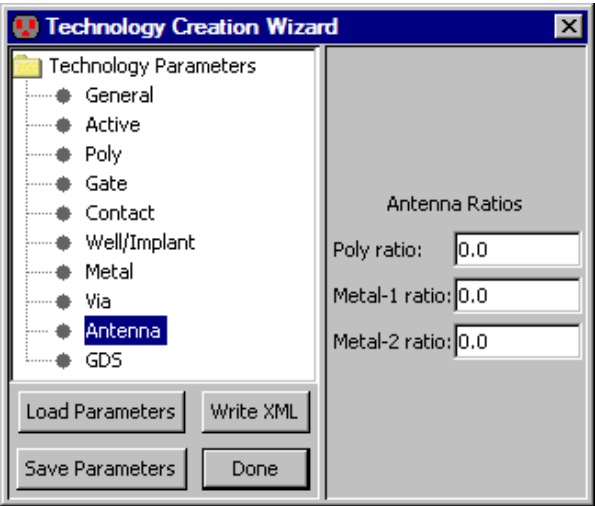 Technology Creation Wizard
Technology Parameters
General
Active
Poly
Gate
Contact
Well/Implant
Metal
Via
Antenna
GDS
Load Parameters
Write XML
Save Parameters
Done
Antenna Ratios
Poly ratio: 0.0
Metal-1 ratio: 0.0
Metal-2 ratio: 0.0